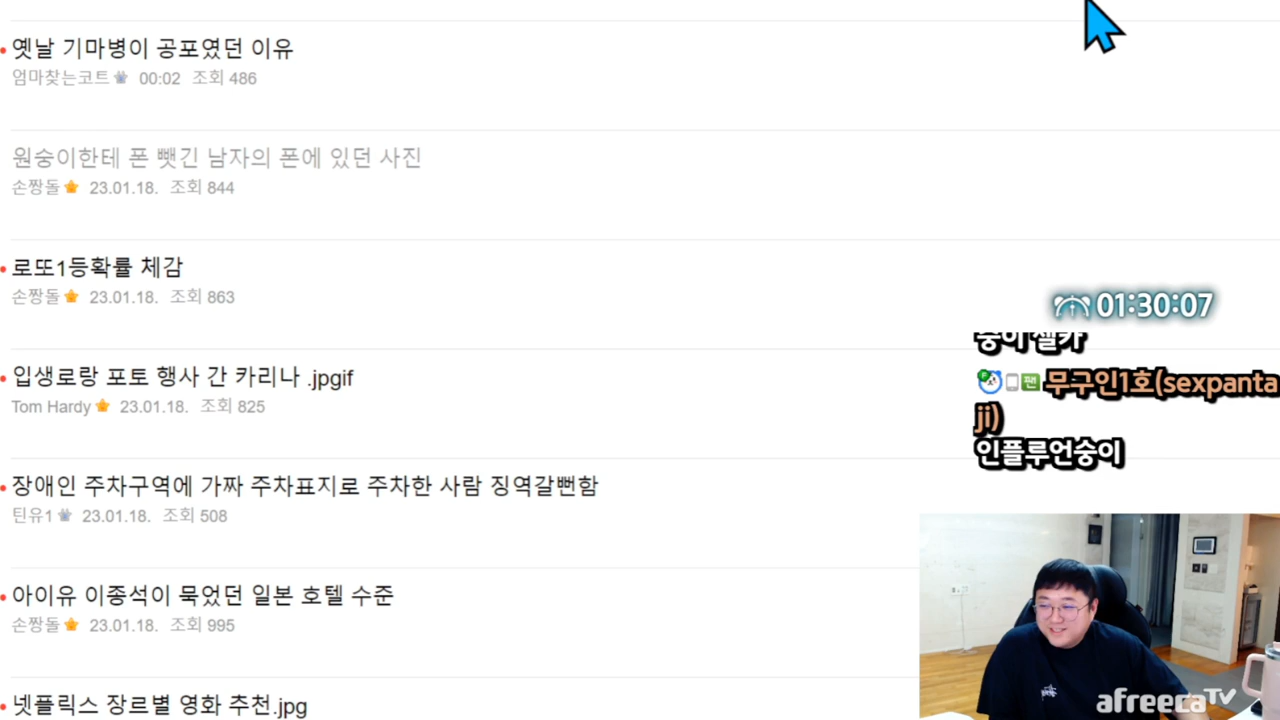 옛날 기마병이 공포였던 이유
엄마찾는코트 00:02 조회 486
원숭이한테 폰 뺏긴 남자의 폰에 있던 사진
손짱돌 23.01.18. 조회 844
로또1등확률 체감
손짱돌 23.01.18. 조회 863
입생로랑 포토 행사 간 카리나 .jpgif
Tom Hardy 23.01.18. 조회 825
장애인 주차구역에 가짜 주차표지로 주차한 사람 징역갈뻔함
틴유1 23.01.18. 조회 508
아이유 이종석이 묵었던 일본 호텔 수준
손짱돌 23.01.18. 조회 995
넷플릭스 장르별 영화 추천.jpg
01:30:07
숭이 셀카
F 팬 무구인1호(sexpanta
ji)
인플루언숭이
afreecaTV